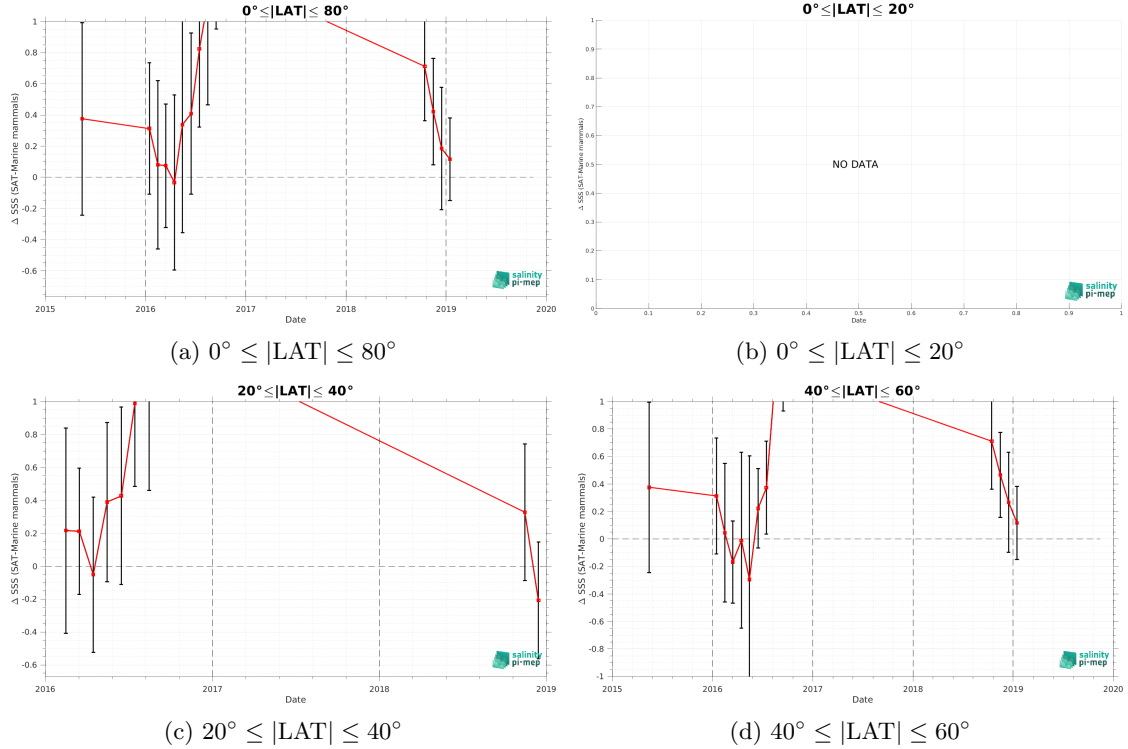 0°≤|LAT|≤ 80°
1
0.8
0.6
0.4
0.2
0
-0.2
-0.4
-0.6
Δ SSS (SAT-Marine mammals)
2015
2016
2017
2018
2019
2020
Date
salinity
pi-mep
(a) 0° ≤ |LAT| ≤ 80°
0°≤|LAT|≤ 20°
1
0.9
0.8
0.7
0.6
0.5
0.4
0.3
0.2
0.1
0
Δ SSS (SAT-Marine mammals)
NO DATA
0
0.1
0.2
0.3
0.4
0.5
0.6
0.7
0.8
0.9
1
Date
salinity
pi-mep
(b) 0° ≤ |LAT| ≤ 20°
20°≤|LAT|≤ 40°
1
0.8
0.6
0.4
0.2
0
-0.2
-0.4
-0.6
Δ SSS (SAT-Marine mammals)
2016
2017
2018
2019
Date
salinity
pi-mep
(c) 20° ≤ |LAT| ≤ 40°
40°≤|LAT|≤ 60°
1
0.8
0.6
0.4
0.2
0
-0.2
-0.4
-0.6
-0.8
-1
Δ SSS (SAT-Marine mammals)
2015
2016
2017
2018
2019
2020
Date
salinity
pi-mep
(d) 40° ≤ |LAT| ≤ 60°